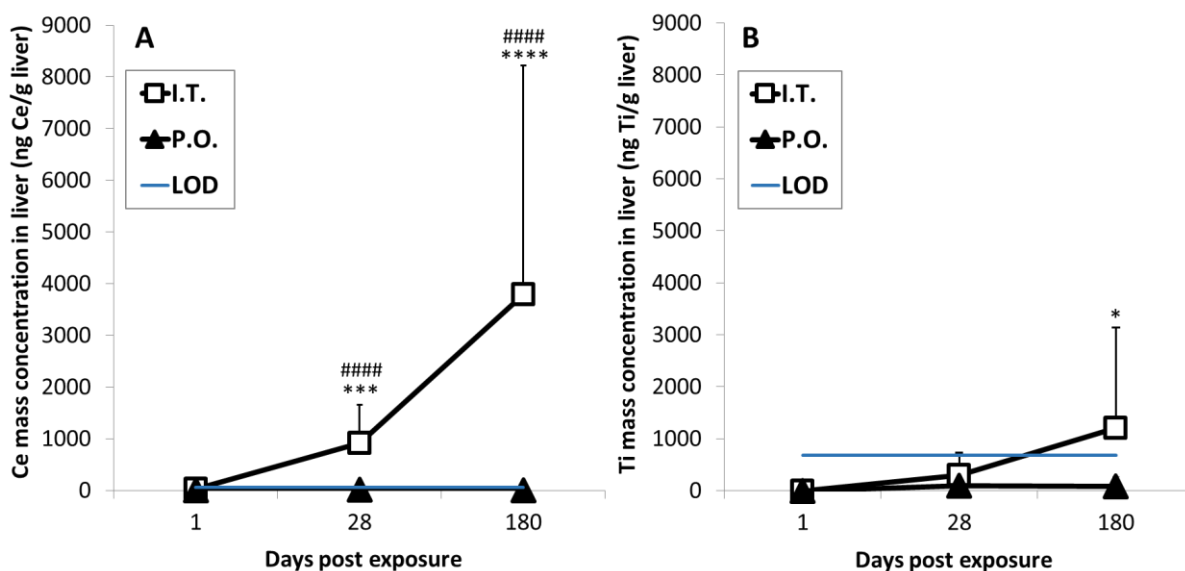 A
Ce mass concentration in liver (ng Ce/g liver)
9000
8000
7000
6000
5000
4000
3000
2000
1000
0
I.T.
P.O.
LOD
####
***
####
****
1 28 180
Days post exposure
B
Ti mass concentration in liver (ng Ti/g liver)
9000
8000
7000
6000
5000
4000
3000
2000
1000
0
I.T.
P.O.
LOD
*
1 28 180
Days post exposure